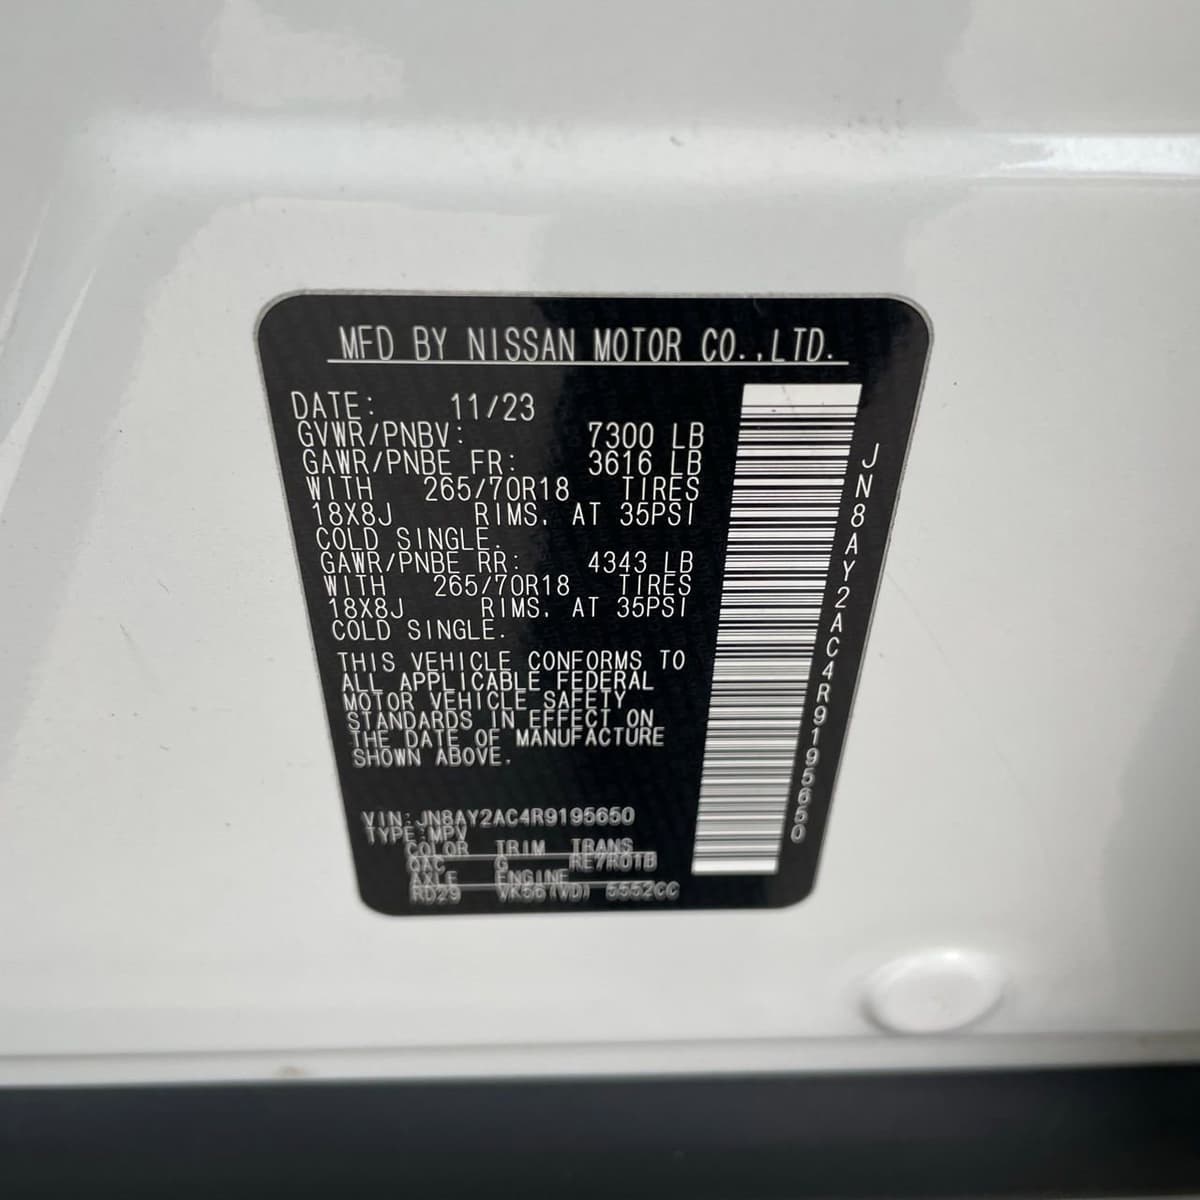 MFD BY NISSAN MOTOR CO.,LTD.
DATE: 11/23
GVWR/PNBV: 7300 LB
GAWR/PNBE FR: 3616 LB
WITH 265/70R18 TIRES
18X8J RIMS, AT 35PSI
COLD SINGLE.
GAWR/PNBE RR: 4343 LB
WITH 265/70R18 TIRES
18X8J RIMS, AT 35PSI
COLD SINGLE.
THIS VEHICLE CONFORMS TO
ALL APPLICABLE FEDERAL
MOTOR VEHICLE SAFETY
STANDARDS IN EFFECT ON
THE DATE OF MANUFACTURE
SHOWN ABOVE.
VIN: JN8AY2AC4R9195650
TYPE: MPV
COLOR TRIM TRANS
QAC G RE7R01B
AXLE ENGINE
RD29 VK56(VD) 5552CC
JN8AY2AC4R9195650